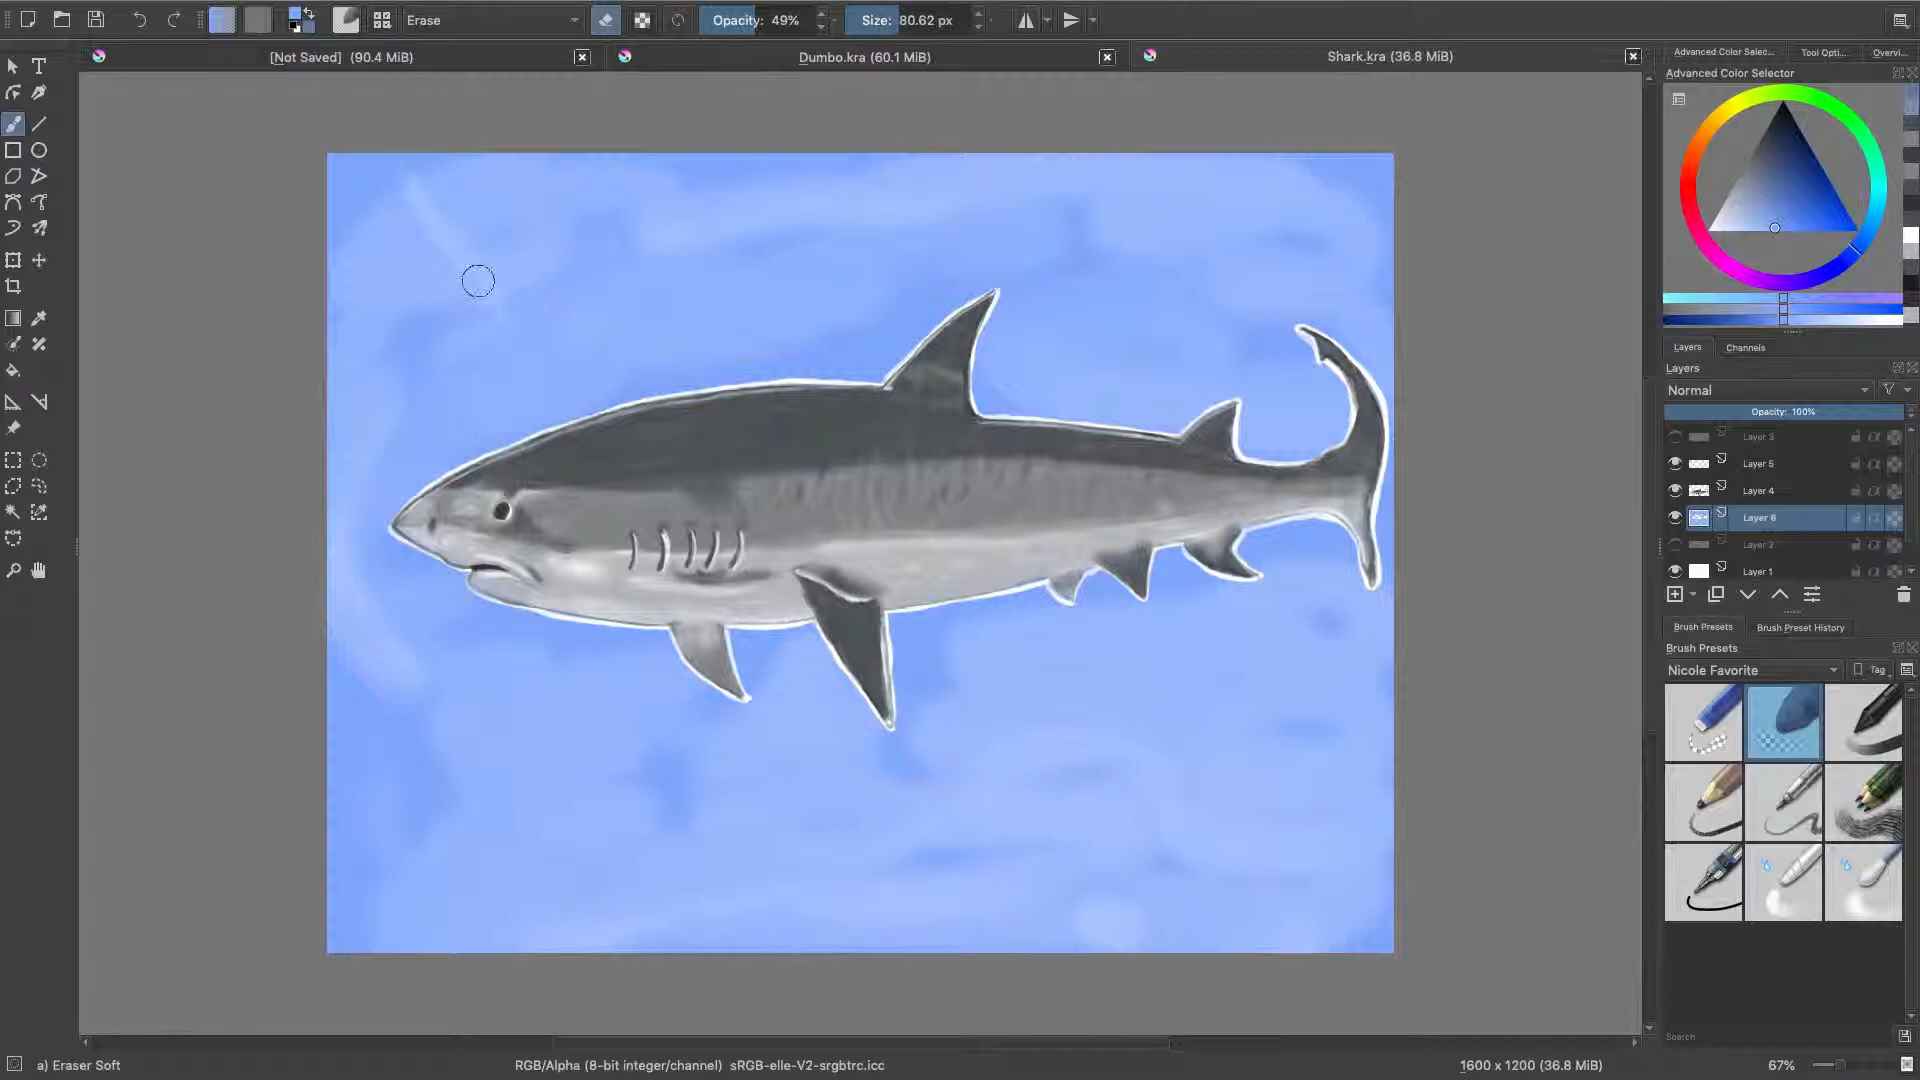 Erase
Opacity: 49%
Size: 80.62 px
[Not Saved] (90.4 MiB)
Dumbo.kra (60.1 MiB)
Shark.kra (36.8 MiB)
Advanced Color Selec...
Tool Opti...
Overvi...
Advanced Color Selector
Layers
Channels
Layers
Normal
Opacity: 100%
Layer 3
Layer 5
Layer 4
Layer 6
Layer 2
Layer 1
Brush Presets
Brush Preset History
Brush Presets
Nicole Favorite
Tag
Search
a) Eraser Soft
RGB/Alpha (8-bit integer/channel) sRGB-elle-V2-srgbtrc.icc
1600 x 1200 (36.8 MiB)
67%